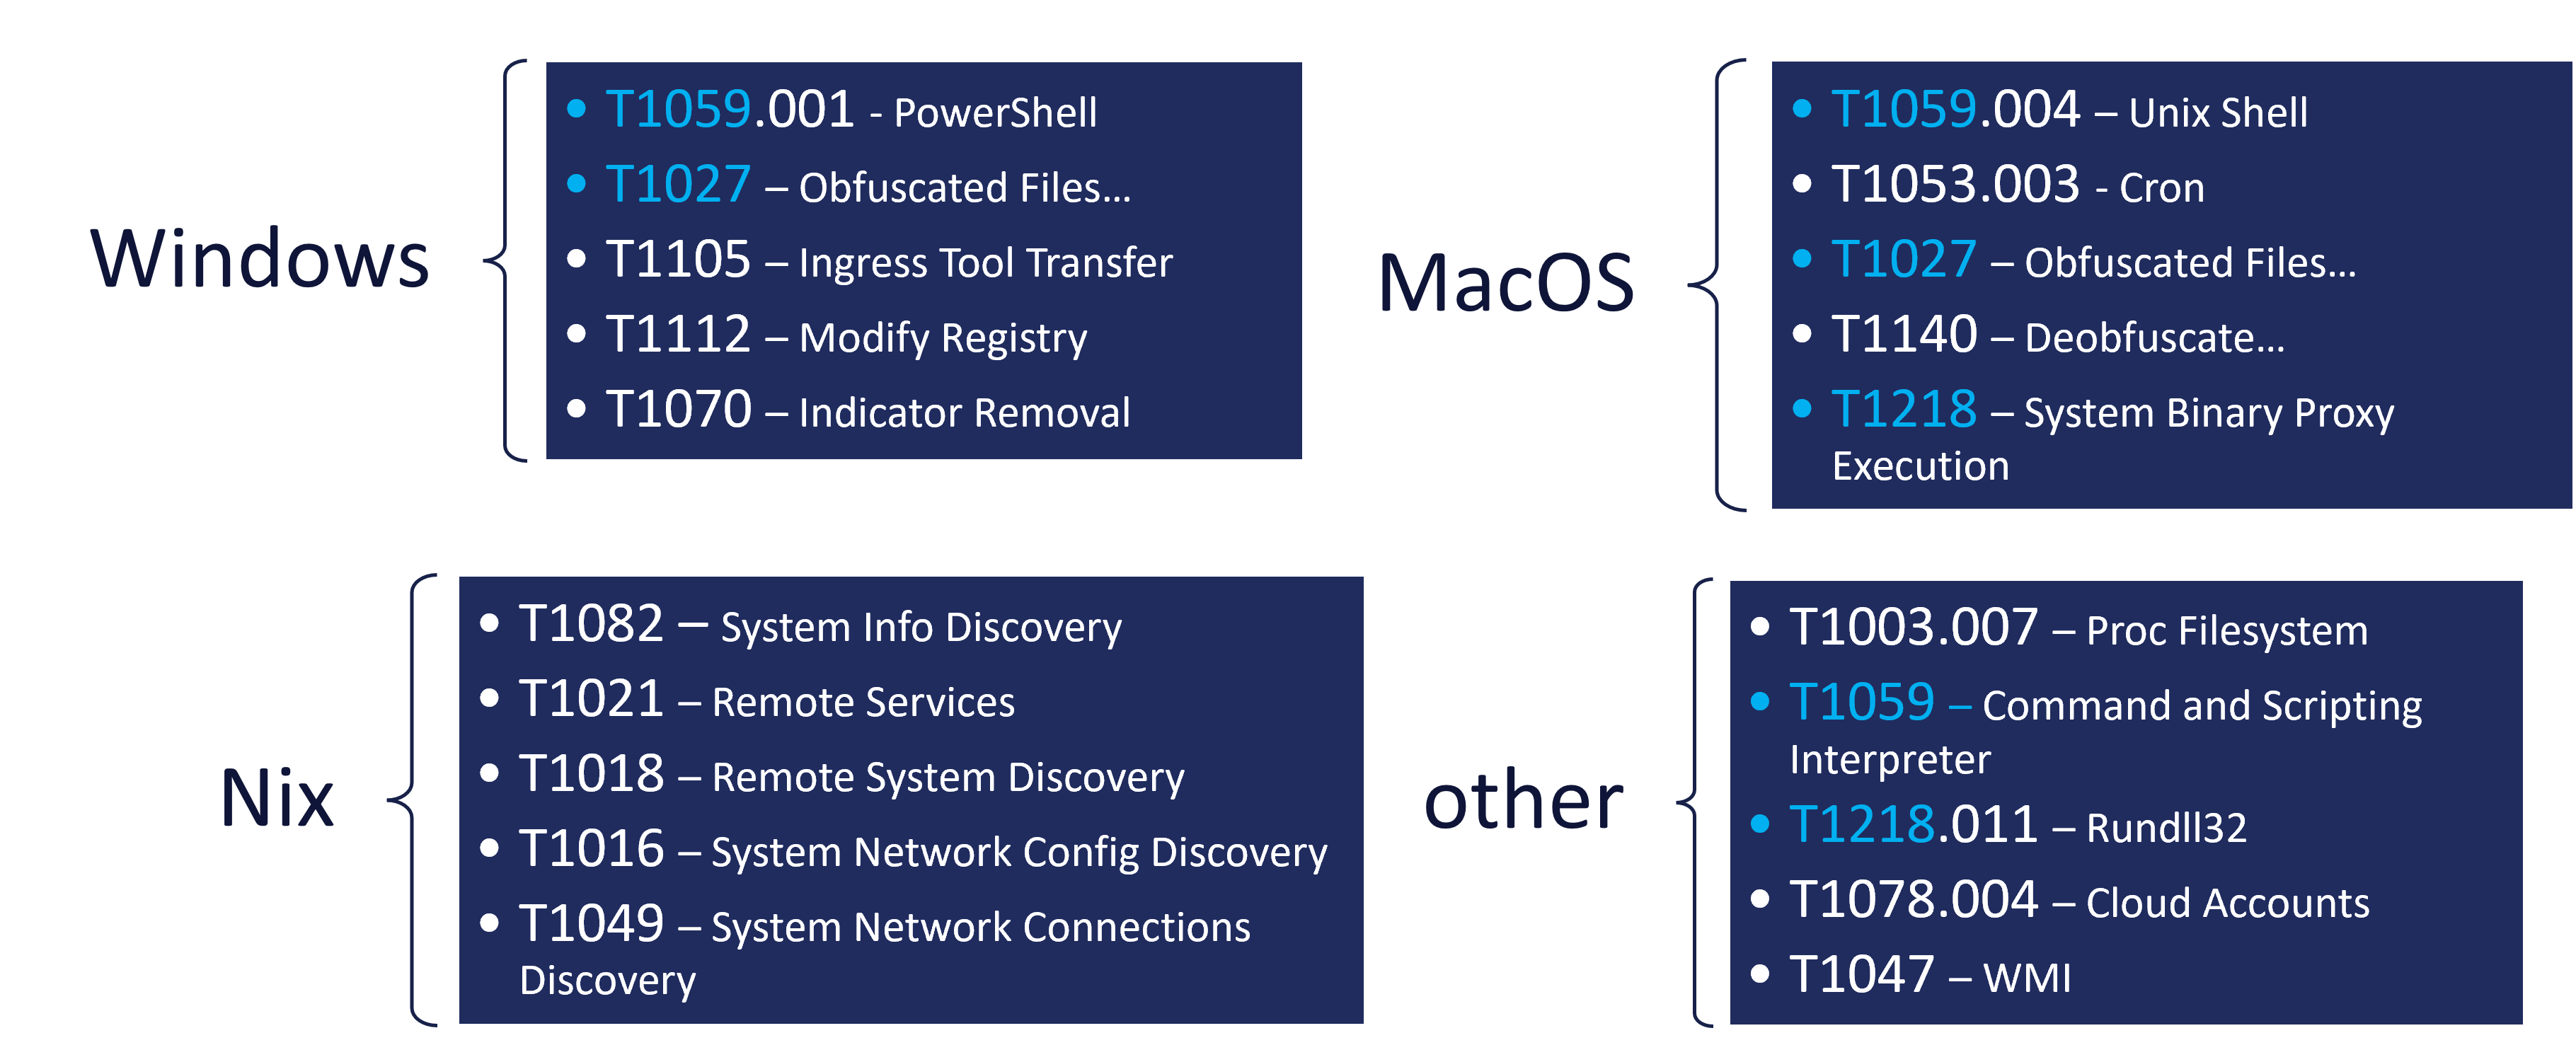 Windows
• T1059.001 - PowerShell
• T1027 – Obfuscated Files…
• T1105 – Ingress Tool Transfer
• T1112 – Modify Registry
• T1070 – Indicator Removal
MacOS
• T1059.004 – Unix Shell
• T1053.003 - Cron
• T1027 – Obfuscated Files…
• T1140 – Deobfuscate…
• T1218 – System Binary Proxy
Execution
Nix
• T1082 – System Info Discovery
• T1021 – Remote Services
• T1018 – Remote System Discovery
• T1016 – System Network Config Discovery
• T1049 – System Network Connections
Discovery
other
• T1003.007 – Proc Filesystem
• T1059 – Command and Scripting
Interpreter
• T1218.011 – Rundll32
• T1078.004 – Cloud Accounts
• T1047 – WMI